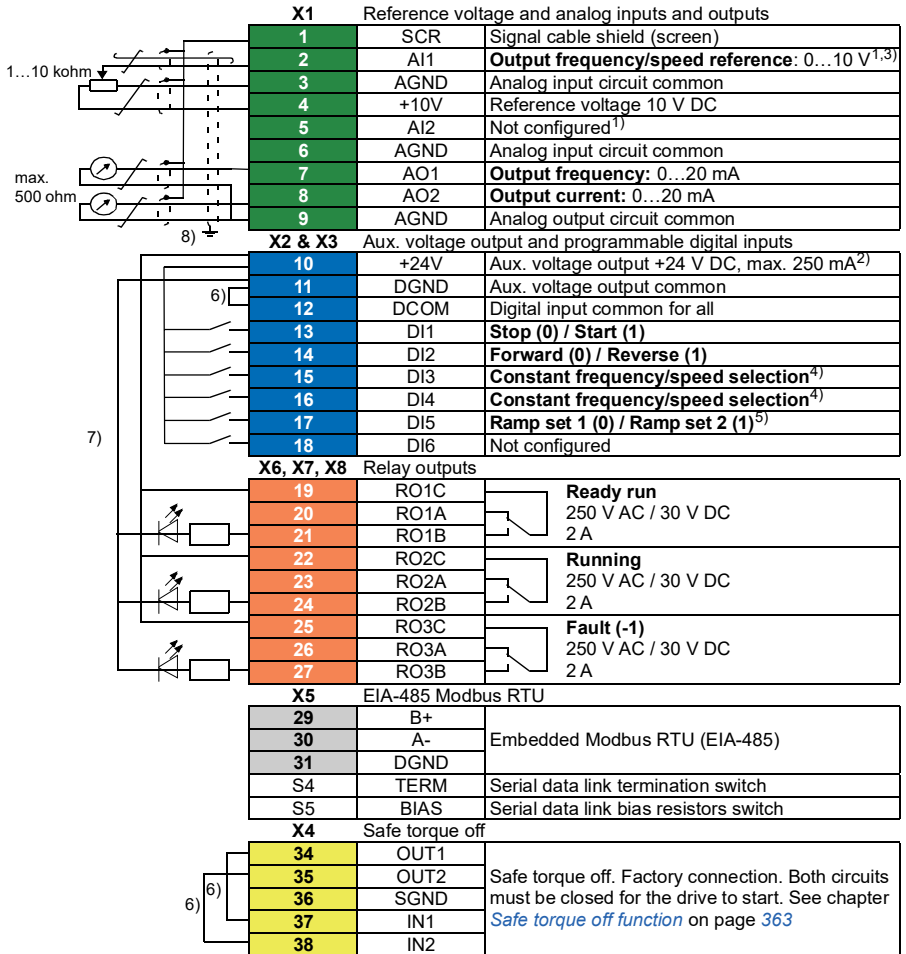 X1 Reference voltage and analog inputs and outputs
1 SCR Signal cable shield (screen)
2 AI1 Output frequency/speed reference: 0…10 V1,3)
1…10 kohm
3 AGND Analog input circuit common
4 +10V Reference voltage 10 V DC
5 AI2 Not configured1)
6 AGND Analog input circuit common
max.
500 ohm
7 AO1 Output frequency: 0…20 mA
8 AO2 Output current: 0…20 mA
9 AGND Analog output circuit common
8)
X2 & X3 Aux. voltage output and programmable digital inputs
10 +24V Aux. voltage output +24 V DC, max. 250 mA2)
11 DGND Aux. voltage output common
6)
12 DCOM Digital input common for all
13 DI1 Stop (0) / Start (1)
14 DI2 Forward (0) / Reverse (1)
15 DI3 Constant frequency/speed selection4)
16 DI4 Constant frequency/speed selection4)
17 DI5 Ramp set 1 (0) / Ramp set 2 (1)5)
7)
18 DI6 Not configured
X6, X7, X8 Relay outputs
19 RO1C Ready run
20 RO1A 250 V AC / 30 V DC
21 RO1B 2 A
22 RO2C Running
23 RO2A 250 V AC / 30 V DC
24 RO2B 2 A
25 RO3C Fault (-1)
26 RO3A 250 V AC / 30 V DC
27 RO3B 2 A
X5 EIA-485 Modbus RTU
29 B+
30 A- Embedded Modbus RTU (EIA-485)
31 DGND
S4 TERM Serial data link termination switch
S5 BIAS Serial data link bias resistors switch
X4 Safe torque off
34 OUT1
35 OUT2 Safe torque off. Factory connection. Both circuits
6) 6) 36 SGND must be closed for the drive to start. See chapter
37 IN1 Safe torque off function on page 363
38 IN2